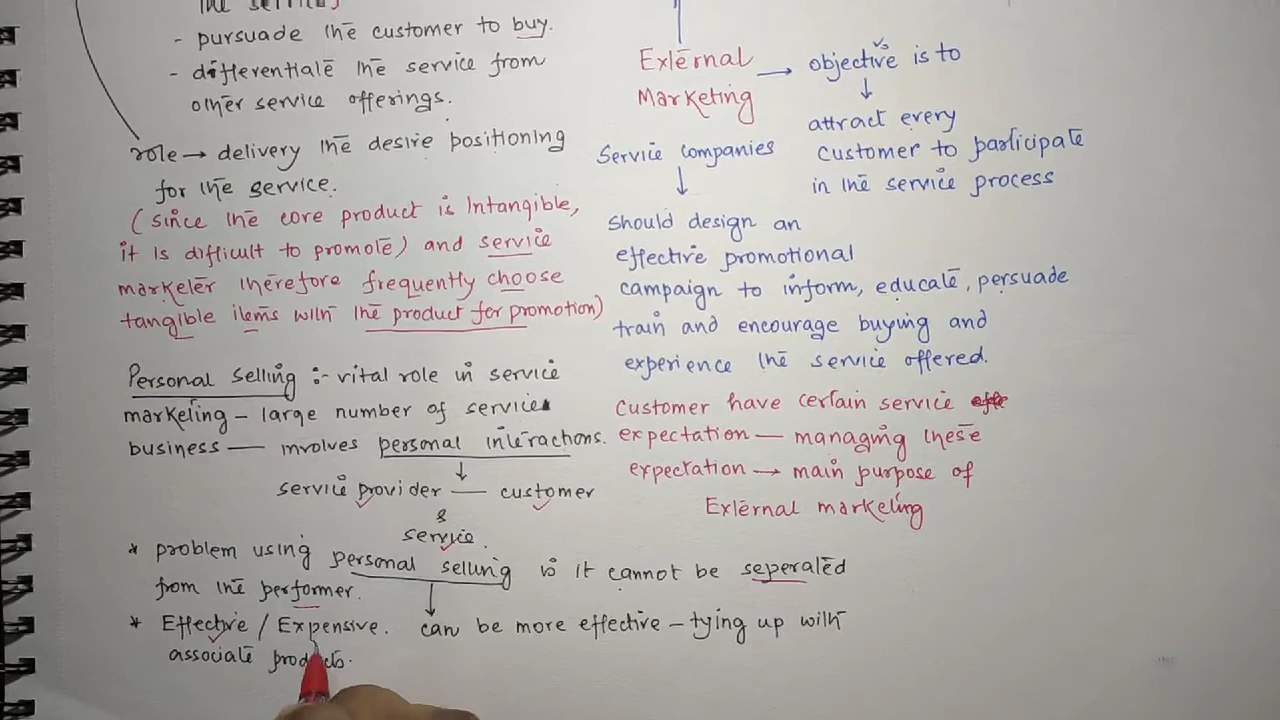 the service
- pursuade the customer to buy.
- differentiate the service from
other service offerings.
role → delivery the desire positioning
for the service.
(since the core product is Intangible,
it is difficult to promote) and service
marketer therefore frequently choose
tangible items with the product for promotion)
Personal selling :- vital role in service
marketing - large number of service
business — involves personal interactions.
↓
service provider — customer
&
service.
* problem using personal selling is it cannot be seperated
from the performer.
↓
* Effective / Expensive. can be more effective - tying up with
associate products.
External
Marketing → objective is to
↓
attract every
customer to participate
in the service process
Service companies
↓
should design an
effective promotional
campaign to inform, educate, persuade
train and encourage buying and
experience the service offered.
customer have certain service
expectation — managing these
expectation → main purpose of
External marketing